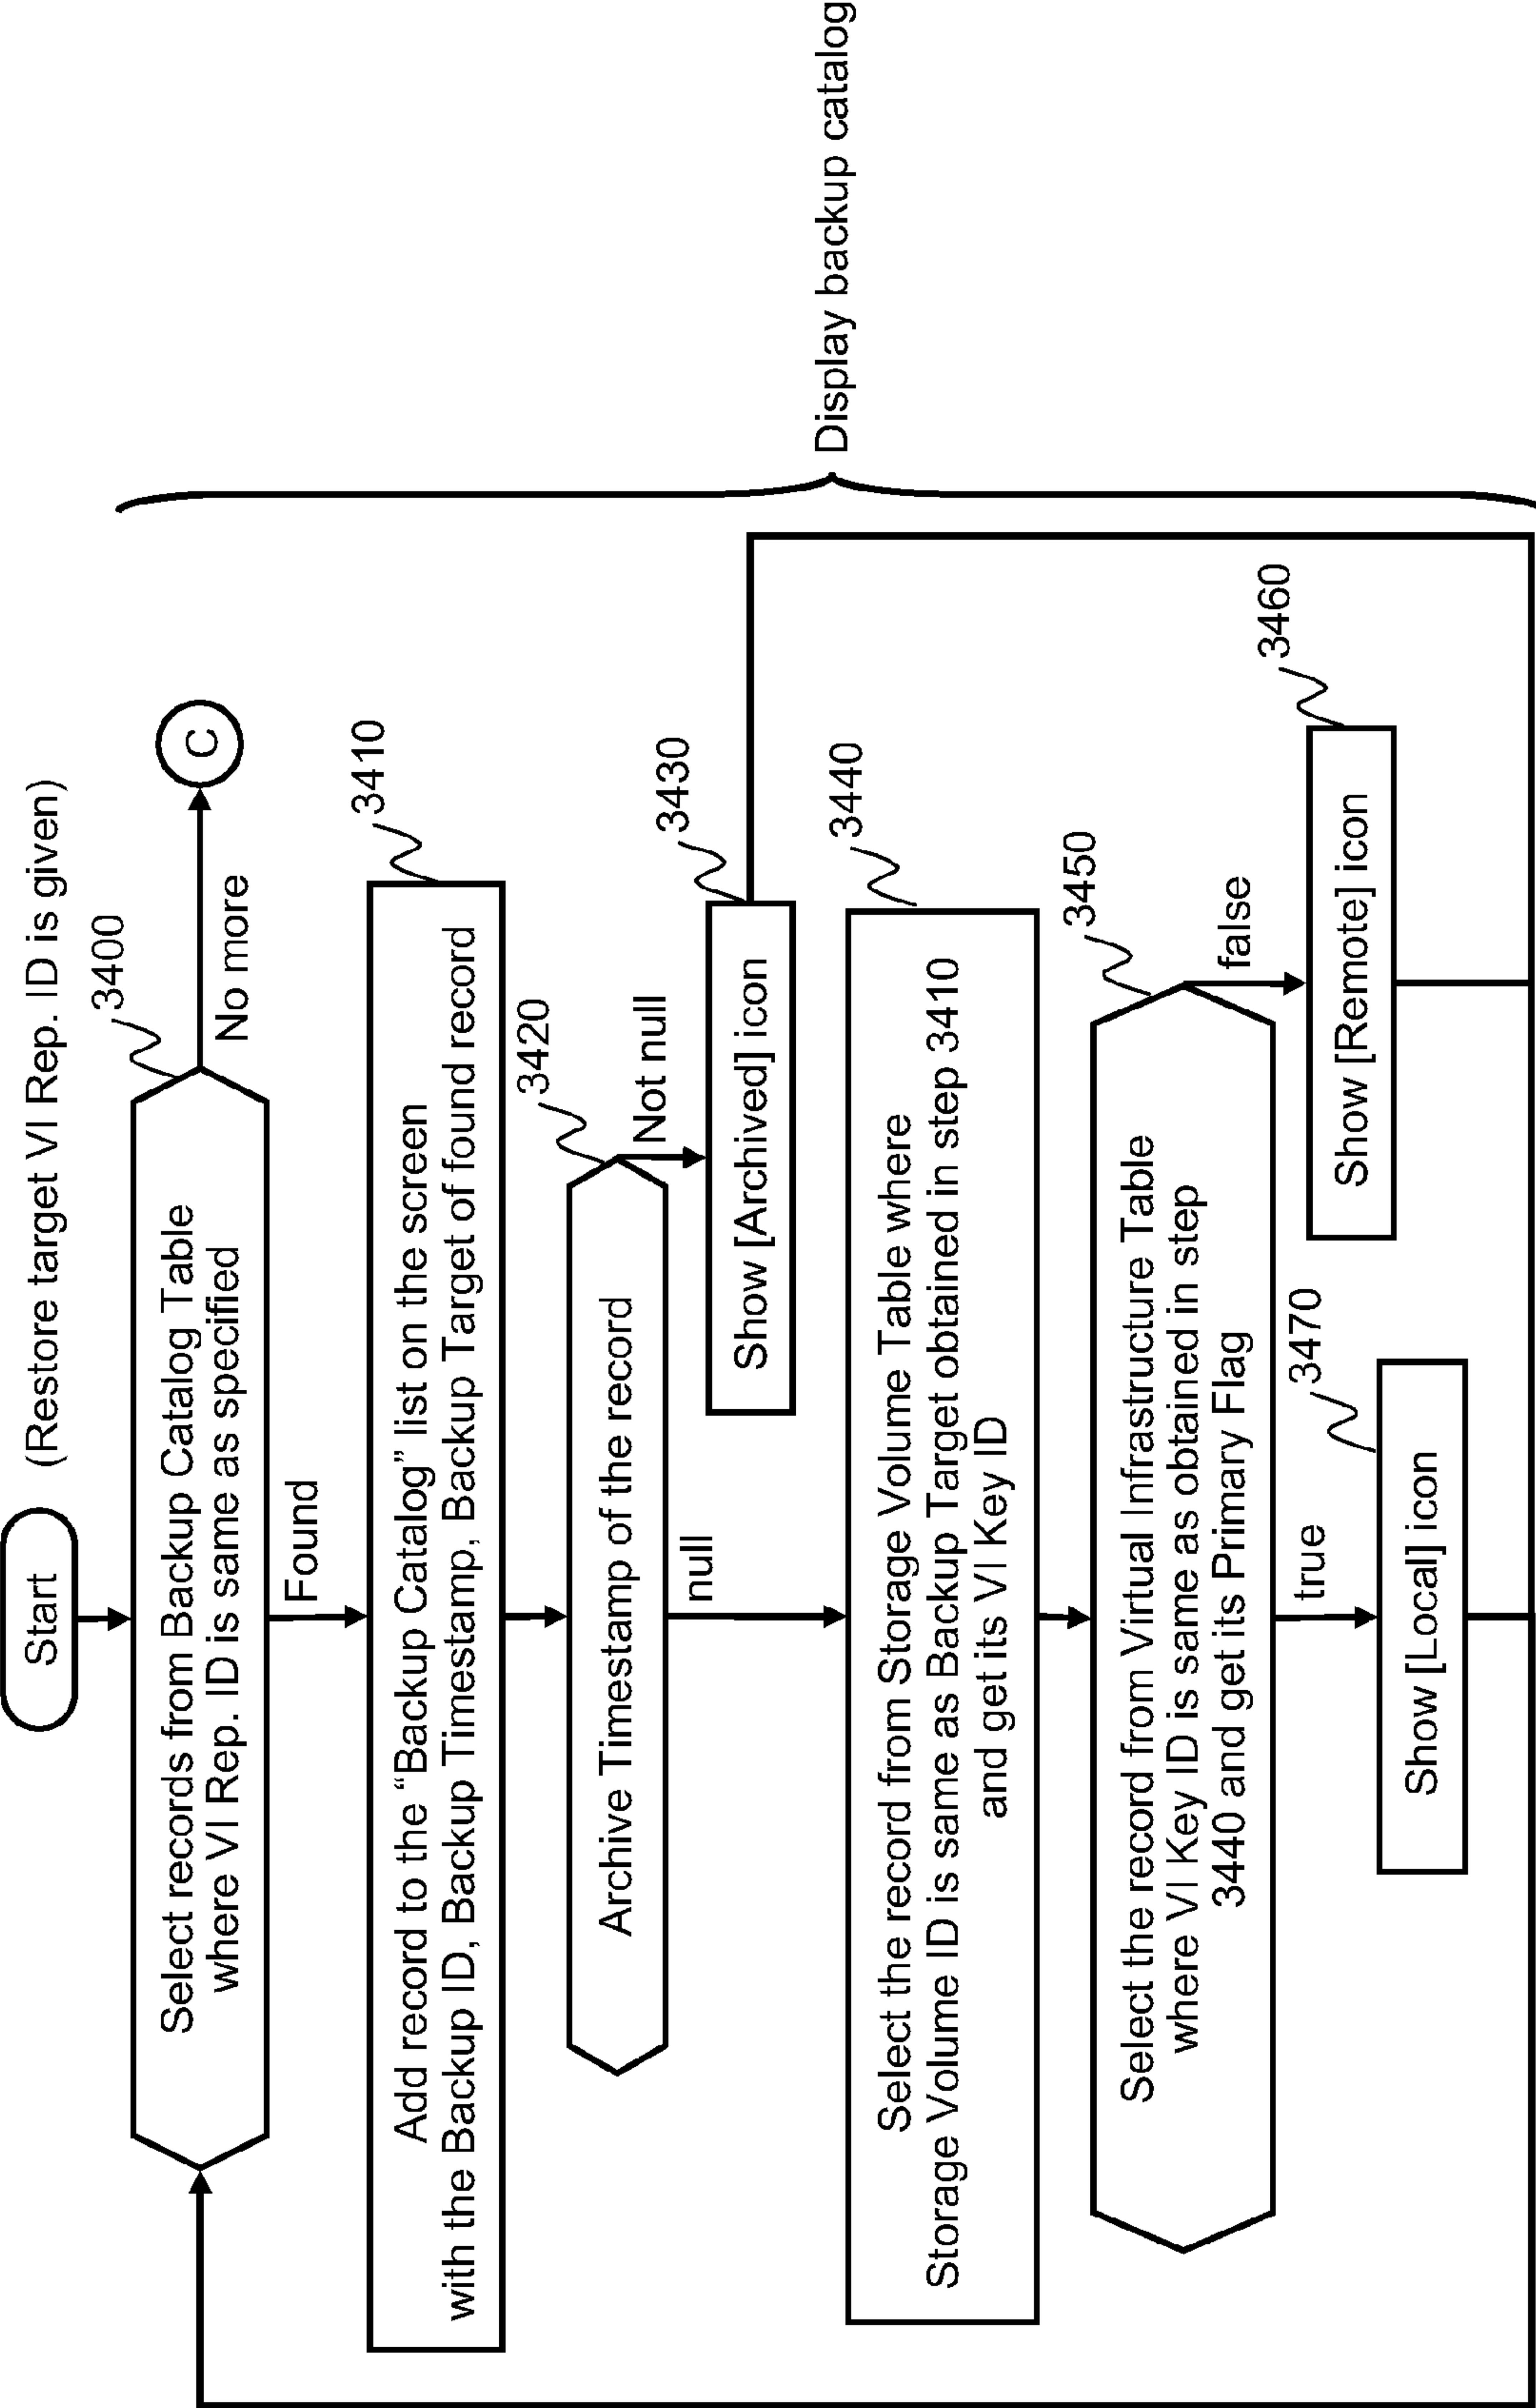 Start
(Restore target VI Rep. ID is given)
3400
Select records from Backup Catalog Table
where VI Rep. ID is same as specified
No more
C
Found
3410
Add record to the “Backup Catalog” list on the screen
with the Backup ID, Backup Timestamp, Backup Target of found record
3420
Archive Timestamp of the record
Not null
3430
Show [Archived] icon
null
3440
Select the record from Storage Volume Table where
Storage Volume ID is same as Backup Target obtained in step 3410
and get its VI Key ID
3450
Select the record from Virtual Infrastructure Table
where VI Key ID is same as obtained in step
3440 and get its Primary Flag
false
3460
Show [Remote] icon
true
3470
Show [Local] icon
Display backup catalog